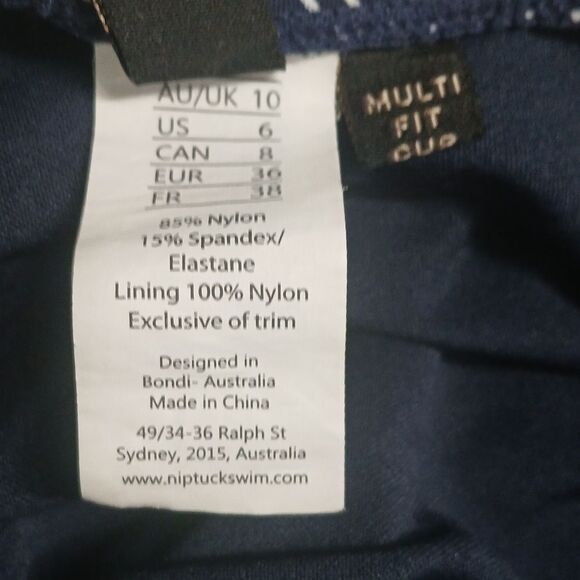 AU/UK 10
US 6
CAN 8
EUR 36
FR 38
85% Nylon
15% Spandex/
Elastane
Lining 100% Nylon
Exclusive of trim
Designed in
Bondi- Australia
Made in China
49/34-36 Ralph St
Sydney, 2015, Australia
www.niptuckswim.com
MULTI
FIT
CUP